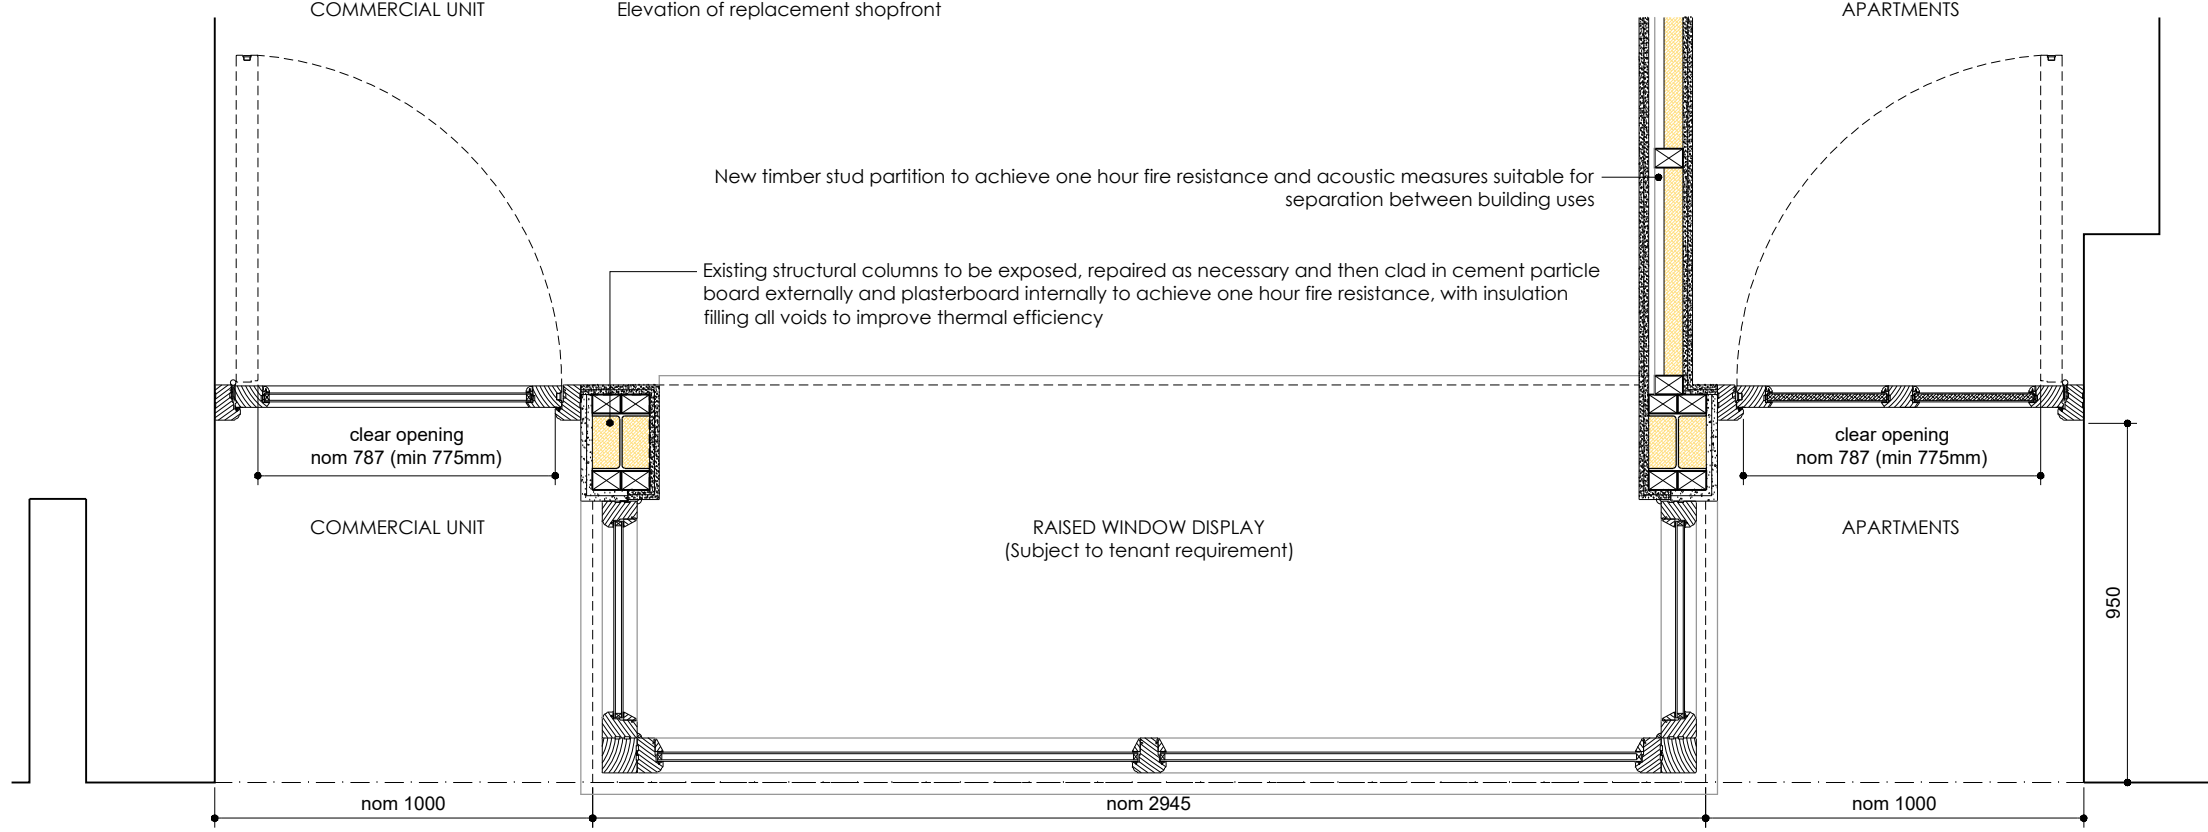 COMMERCIAL UNIT
Elevation of replacement shopfront
APARTMENTS
New timber stud partition to achieve one hour fire resistance and acoustic measures suitable for
separation between building uses
Existing structural columns to be exposed, repaired as necessary and then clad in cement particle
board externally and plasterboard internally to achieve one hour fire resistance, with insulation
filling all voids to improve thermal efficiency
clear opening
nom 787 (min 775mm)
clear opening
nom 787 (min 775mm)
COMMERCIAL UNIT
RAISED WINDOW DISPLAY
(Subject to tenant requirement)
APARTMENTS
950
nom 1000
nom 2945
nom 1000